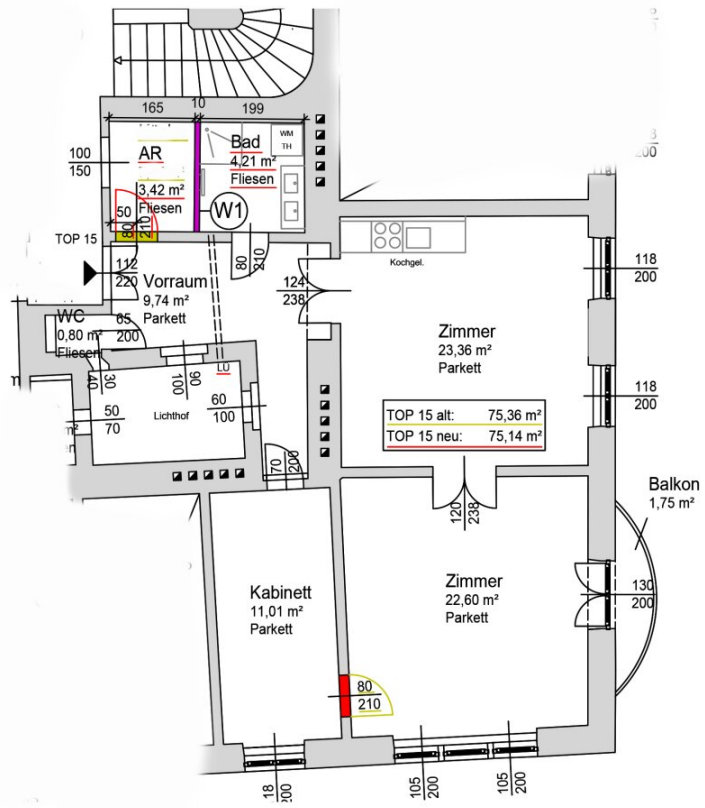 165
10
199
AR
3,42 m²
Fliesen
Bad
4,21 m²
Fliesen
WM
TH
W1
100
150
50
80
210
TOP 15
112
220
80
210
Vorraum
9,74 m²
Parkett
124
238
Kochgel.
118
200
Zimmer
23,36 m²
Parkett
WC
0,80 m²
Fliesen
65
200
30
40
90
100
LÜ
Lichthof
50
70
60
100
118
200
TOP 15 alt: 75,36 m²
TOP 15 neu: 75,14 m²
70
200
120
238
Balkon
1,75 m²
Kabinett
11,01 m²
Parkett
Zimmer
22,60 m²
Parkett
130
200
80
210
18
200
105
200
105
200